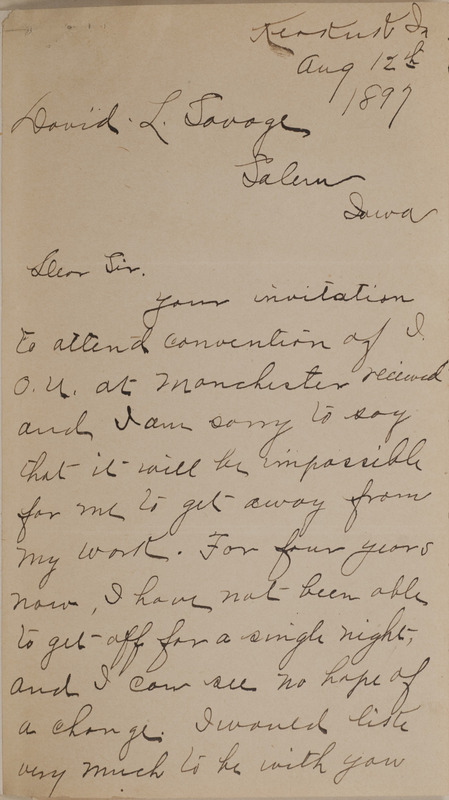 Keokuk Ia
Aug 12th
1897
David. L. Savage,
Salem
Iowa
Dear Sir.
Your invitation
to attend convention of I.
O.U. at Manchester received
and I am sorry to say
that it will be impossible
for me to get away from
my work. For four years
now, I have not been able
to get off for a single night,
and I can see no hope of
a change. I would like
very much to be with you